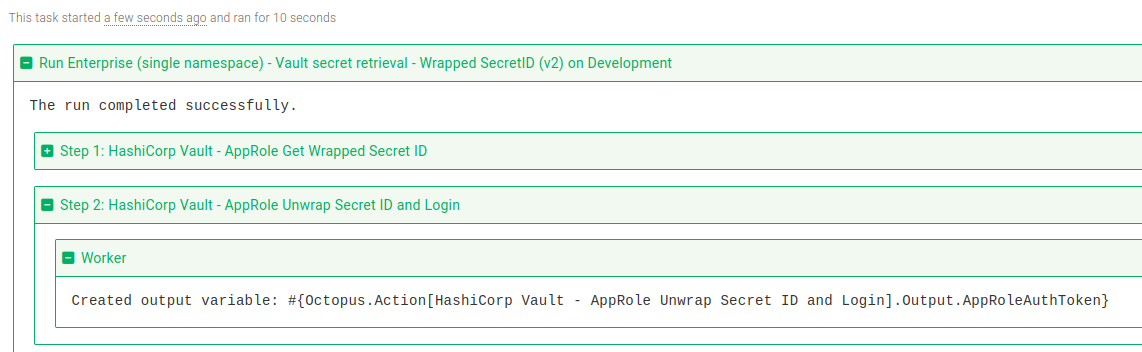 This task started a few seconds ago and ran for 10 seconds
Run Enterprise (single namespace) - Vault secret retrieval - Wrapped SecretID (v2) on Development
The run completed successfully.
Step 1: HashiCorp Vault - AppRole Get Wrapped Secret ID
Step 2: HashiCorp Vault - AppRole Unwrap Secret ID and Login
Worker
Created output variable: #{Octopus.Action[HashiCorp Vault - AppRole Unwrap Secret ID and Login].Output.AppRoleAuthToken}